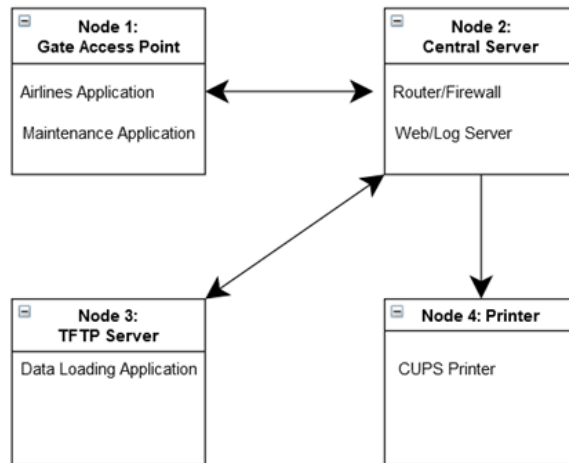 Node 1:
Gate Access Point
Airlines Application
Maintenance Application
Node 2:
Central Server
Router/Firewall
Web/Log Server
Node 3:
TFTP Server
Data Loading Application
Node 4: Printer
CUPS Printer